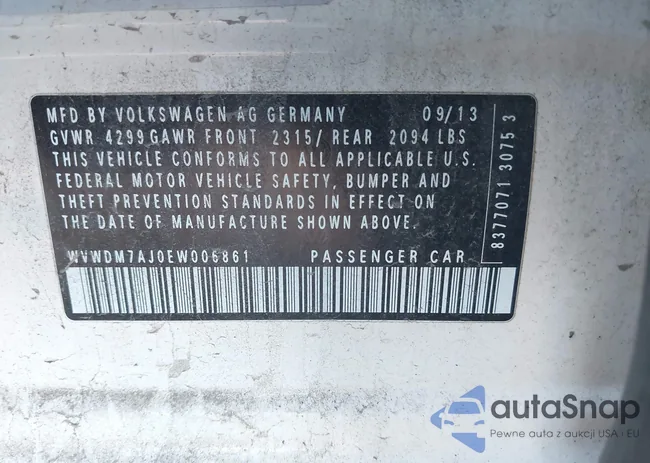 MFD BY VOLKSWAGEN AG GERMANY 09/13
GVWR 4299 GAWR FRONT 2315/ REAR 2094 LBS
THIS VEHICLE CONFORMS TO ALL APPLICABLE U.S.
FEDERAL MOTOR VEHICLE SAFETY, BUMPER AND
THEFT PREVENTION STANDARDS IN EFFECT ON
THE DATE OF MANUFACTURE SHOWN ABOVE.
WVWDM7AJ0EW006861 PASSENGER CAR
8377071 3075 3
autaSnap
Pewne auta z aukcji USA i EU